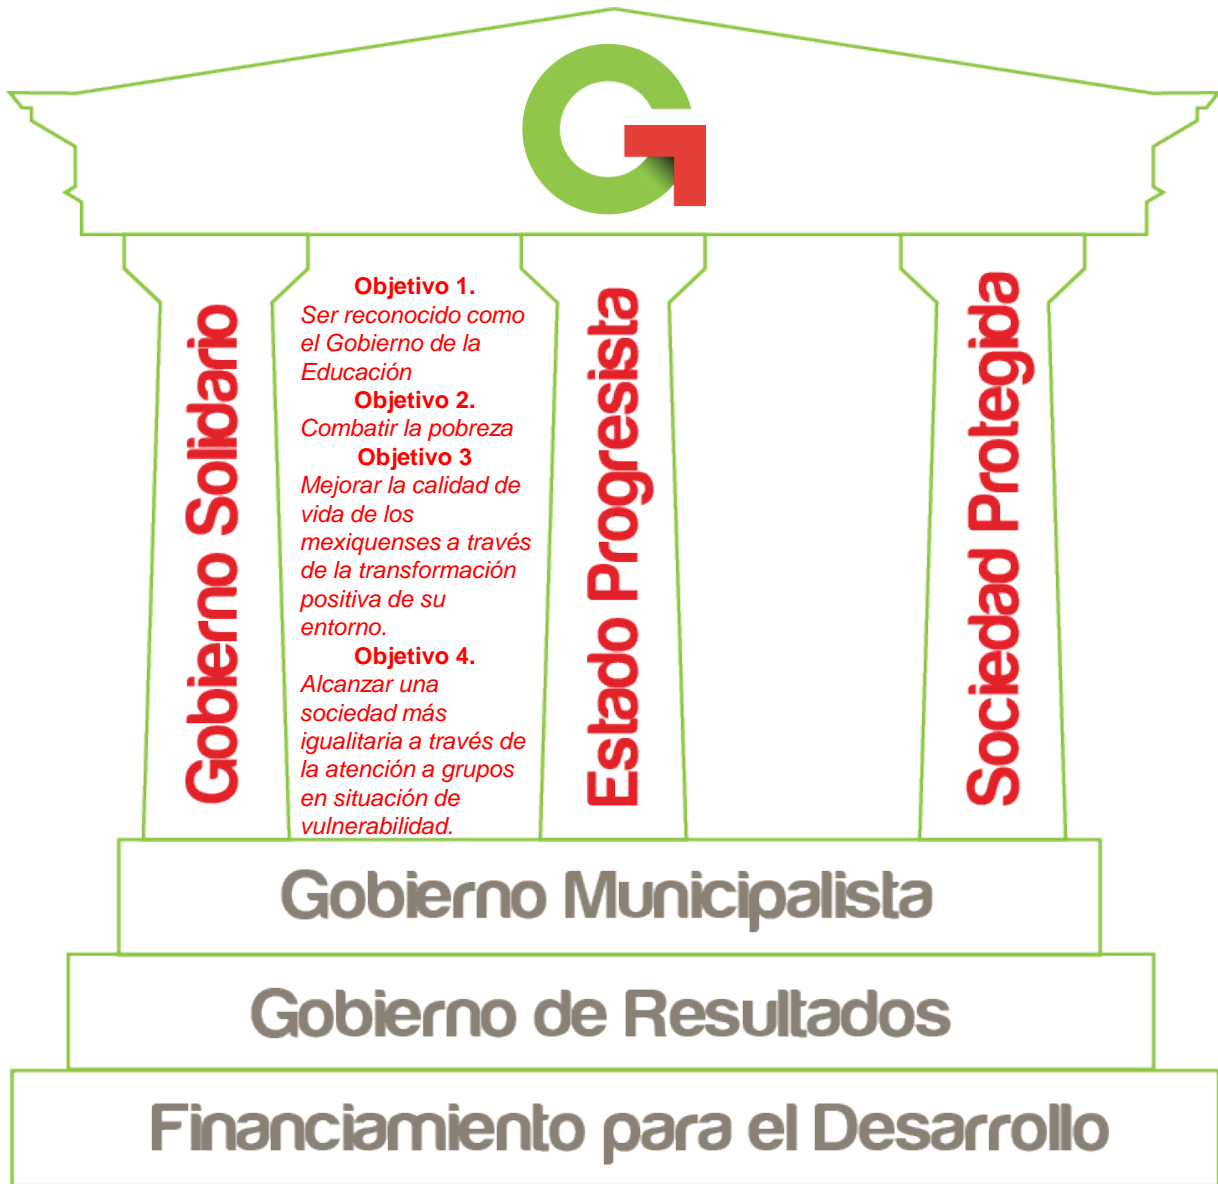 G
Gobierno Solidario
Objetivo 1.
Ser reconocido como
el Gobierno de la
Educación
Objetivo 2.
Combatir la pobreza
Objetivo 3
Mejorar la calidad de
vida de los
mexiquenses a través
de la transformación
positiva de su
entorno.
Objetivo 4.
Alcanzar una
sociedad más
igualitaria a través de
la atención a grupos
en situación de
vulnerabilidad.
Estado Progresista
Sociedad Protegida
Gobierno Municipalista
Gobierno de Resultados
Financiamiento para el Desarrollo